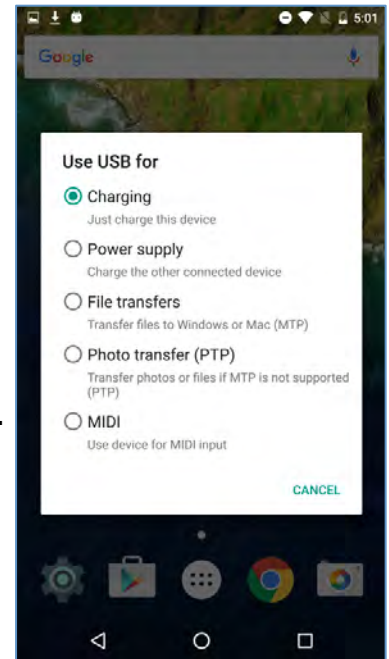 5:01
Google
Use USB for
Charging
Just charge this device
Power supply
Charge the other connected device
File transfers
Transfer files to Windows or Mac (MTP)
Photo transfer (PTP)
Transfer photos or files if MTP is not supported
(PTP)
MIDI
Use device for MIDI input
CANCEL